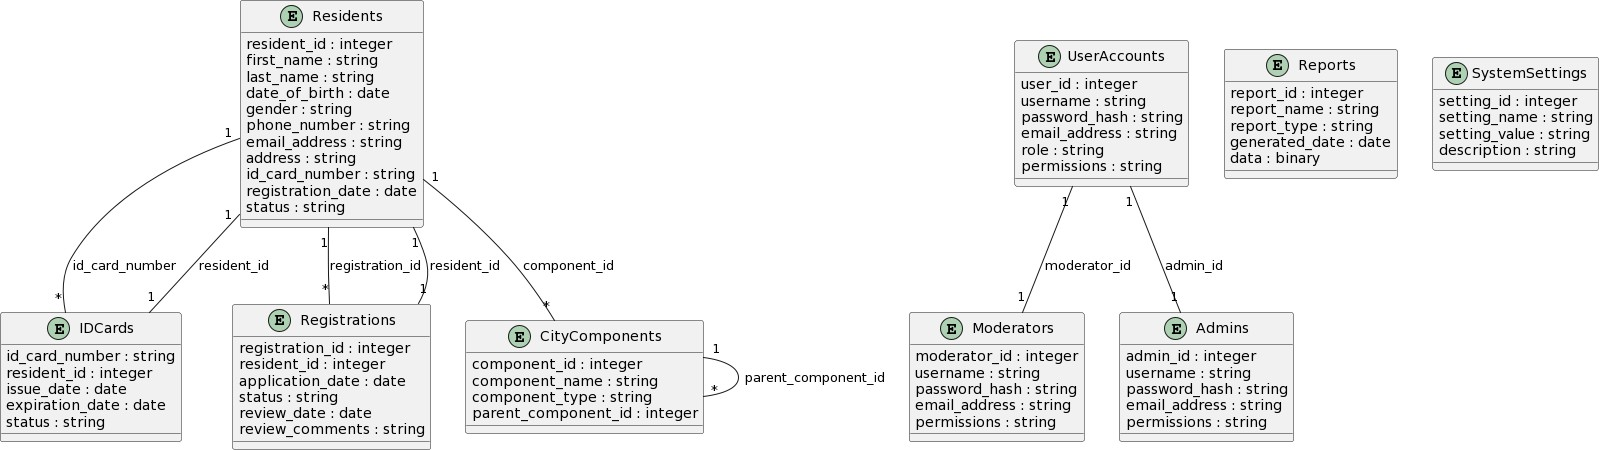 E Residents
resident_id : integer
first_name : string
last_name : string
date_of_birth : date
gender : string
phone_number : string
email_address : string
address : string
id_card_number : string
registration_date : date
status : string
E UserAccounts
user_id : integer
username : string
password_hash : string
email_address : string
role : string
permissions : string
E Reports
report_id : integer
report_name : string
report_type : string
generated_date : date
data : binary
E SystemSettings
setting_id : integer
setting_name : string
setting_value : string
description : string
1
1
1
1
1
1
1
id_card_number
resident_id
registration_id
resident_id
component_id
moderator_id
admin_id
*
1
*
1
*
1
1
E IDCards
id_card_number : string
resident_id : integer
issue_date : date
expiration_date : date
status : string
E Registrations
registration_id : integer
resident_id : integer
application_date : date
status : string
review_date : date
review_comments : string
E CityComponents
component_id : integer
component_name : string
component_type : string
parent_component_id : integer
1
parent_component_id
*
E Moderators
moderator_id : integer
username : string
password_hash : string
email_address : string
permissions : string
E Admins
admin_id : integer
username : string
password_hash : string
email_address : string
permissions : string